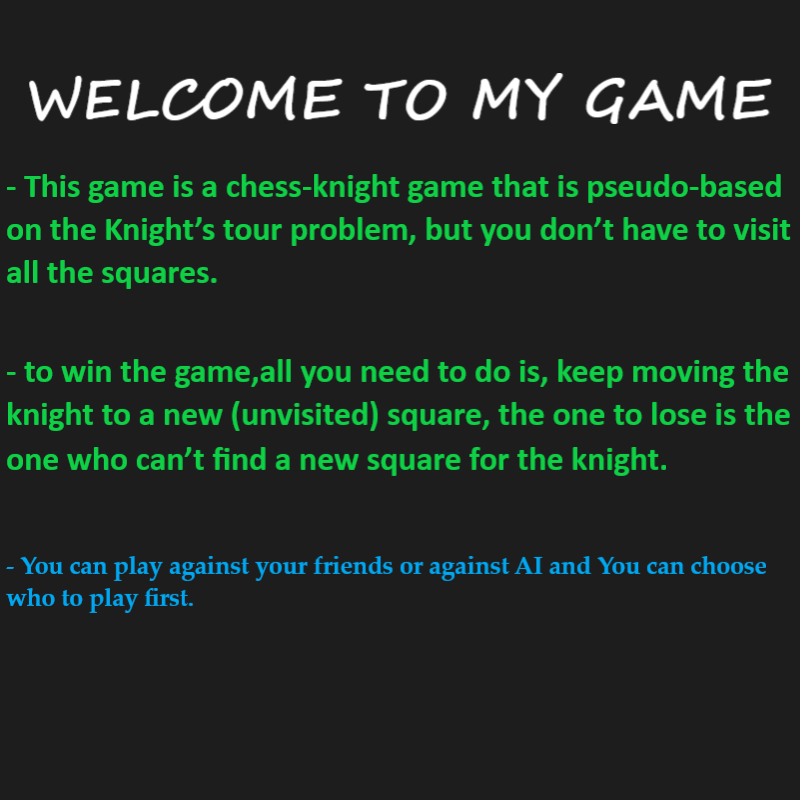 WELCOME TO MY GAME
- This game is a chess-knight game that is pseudo-based
on the Knight’s tour problem, but you don’t have to visit
all the squares.
- to win the game,all you need to do is, keep moving the
knight to a new (unvisited) square, the one to lose is the
one who can’t find a new square for the knight.
- You can play against your friends or against AI and You can choose
who to play first.